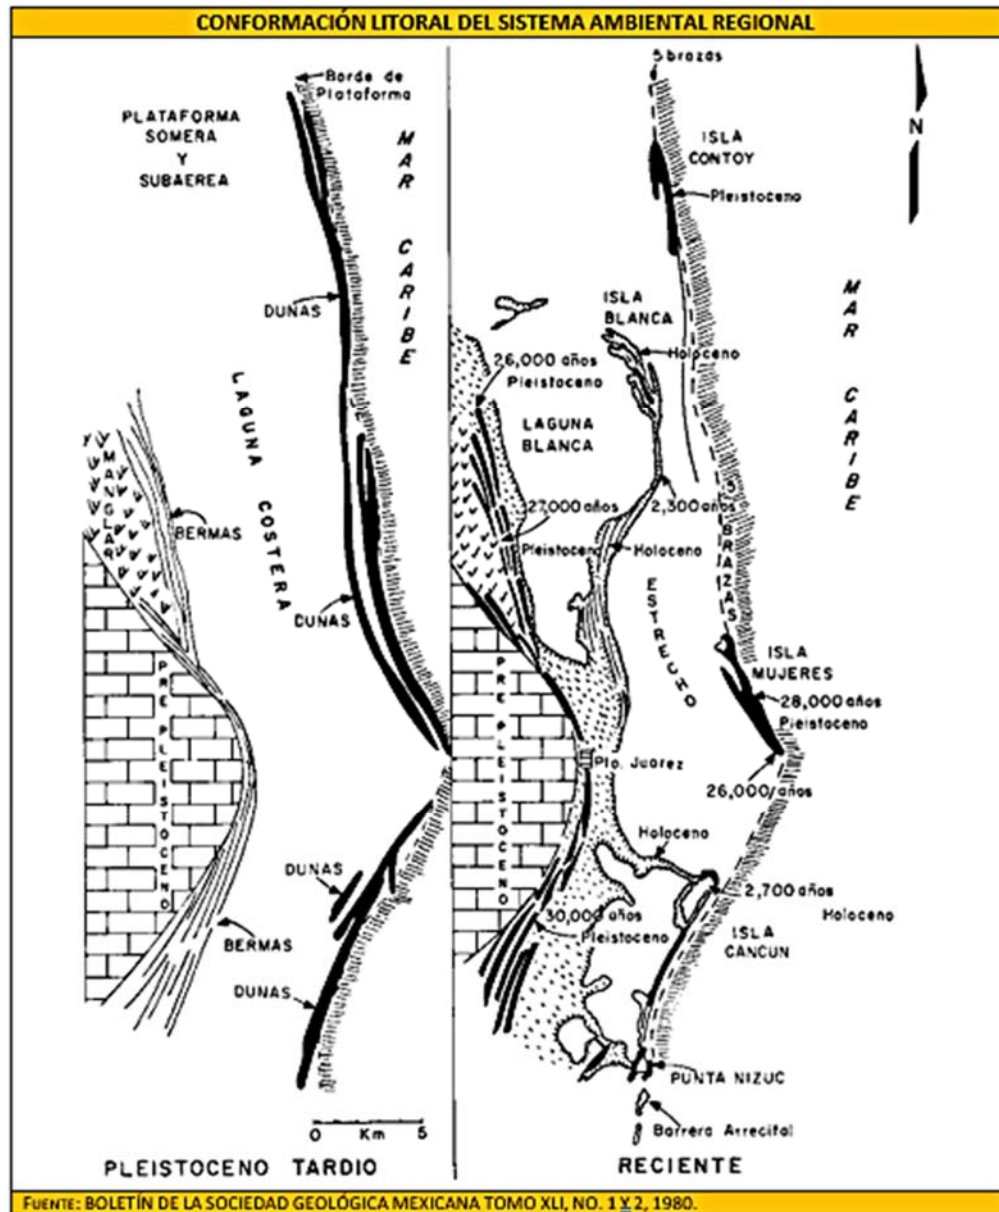 CONFORMACIÓN LITORAL DEL SISTEMA AMBIENTAL REGIONAL
Borde de
Plataforma
PLATAFORMA
SOMERA
Y
SUBAEREA
MAR CARIBE
DUNAS
LAGUNA COSTERA
MANGLAR
BERMAS
DUNAS
PRE PLEISTOCENO
DUNAS
BERMAS
DUNAS
0 Km 5
PLEISTOCENO TARDIO
5 brazas
N
ISLA
CONTOY
Pleistoceno
MAR CARIBE
ISLA
BLANCA
Holoceno
26,000 años
Pleistoceno
LAGUNA
BLANCA
27,000 años
Pleistoceno
2,300 años
Holoceno
5 BRAZAS
ESTRECHO
ISLA
MUJERES
28,000 años
Pleistoceno
PRE PLEISTOCENO
Pto. Juarez
26,000 años
Holoceno
2,700 años
Holoceno
30,000 años
Pleistoceno
ISLA
CANCUN
PUNTA NIZUC
Barrera Arrecifal
RECIENTE
FUENTE: BOLETÍN DE LA SOCIEDAD GEOLÓGICA MEXICANA TOMO XLI, NO. 1 Y 2, 1980.